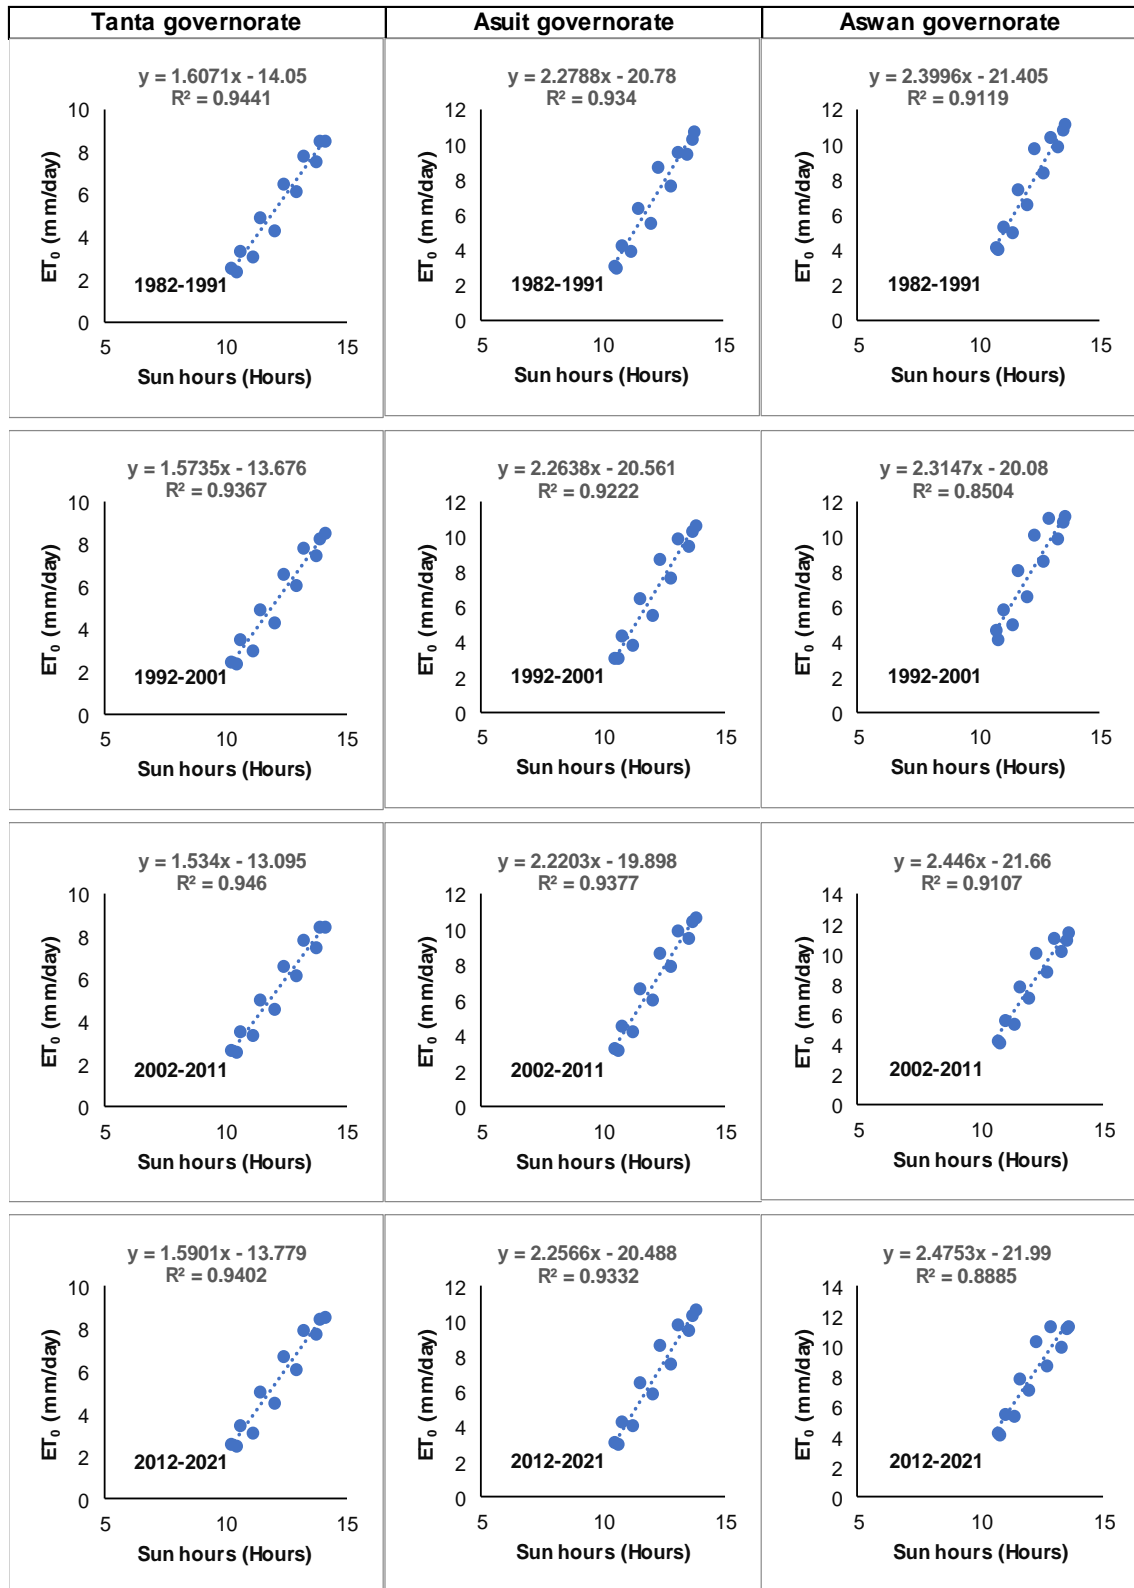 Tanta governorate
Asuit governorate
Aswan governorate
y = 1.6071x - 14.05
R² = 0.9441
10
8
6
4
2
0
ET₀ (mm/day)
1982-1991
5 10 15
Sun hours (Hours)
y = 2.2788x - 20.78
R² = 0.934
12
10
8
6
4
2
0
ET₀ (mm/day)
1982-1991
5 10 15
Sun hours (Hours)
y = 2.3996x - 21.405
R² = 0.9119
12
10
8
6
4
2
0
ET₀ (mm/day)
1982-1991
5 10 15
Sun hours (Hours)
y = 1.5735x - 13.676
R² = 0.9367
10
8
6
4
2
0
ET₀ (mm/day)
1992-2001
5 10 15
Sun hours (Hours)
y = 2.2638x - 20.561
R² = 0.9222
12
10
8
6
4
2
0
ET₀ (mm/day)
1992-2001
5 10 15
Sun hours (Hours)
y = 2.3147x - 20.08
R² = 0.8504
12
10
8
6
4
2
0
ET₀ (mm/day)
1992-2001
5 10 15
Sun hours (Hours)
y = 1.534x - 13.095
R² = 0.946
10
8
6
4
2
0
ET₀ (mm/day)
2002-2011
5 10 15
Sun hours (Hours)
y = 2.2203x - 19.898
R² = 0.9377
12
10
8
6
4
2
0
ET₀ (mm/day)
2002-2011
5 10 15
Sun hours (Hours)
y = 2.446x - 21.66
R² = 0.9107
14
12
10
8
6
4
2
0
ET₀ (mm/day)
2002-2011
5 10 15
Sun hours (Hours)
y = 1.5901x - 13.779
R² = 0.9402
10
8
6
4
2
0
ET₀ (mm/day)
2012-2021
5 10 15
Sun hours (Hours)
y = 2.2566x - 20.488
R² = 0.9332
12
10
8
6
4
2
0
ET₀ (mm/day)
2012-2021
5 10 15
Sun hours (Hours)
y = 2.4753x - 21.99
R² = 0.8885
14
12
10
8
6
4
2
0
ET₀ (mm/day)
2012-2021
5 10 15
Sun hours (Hours)